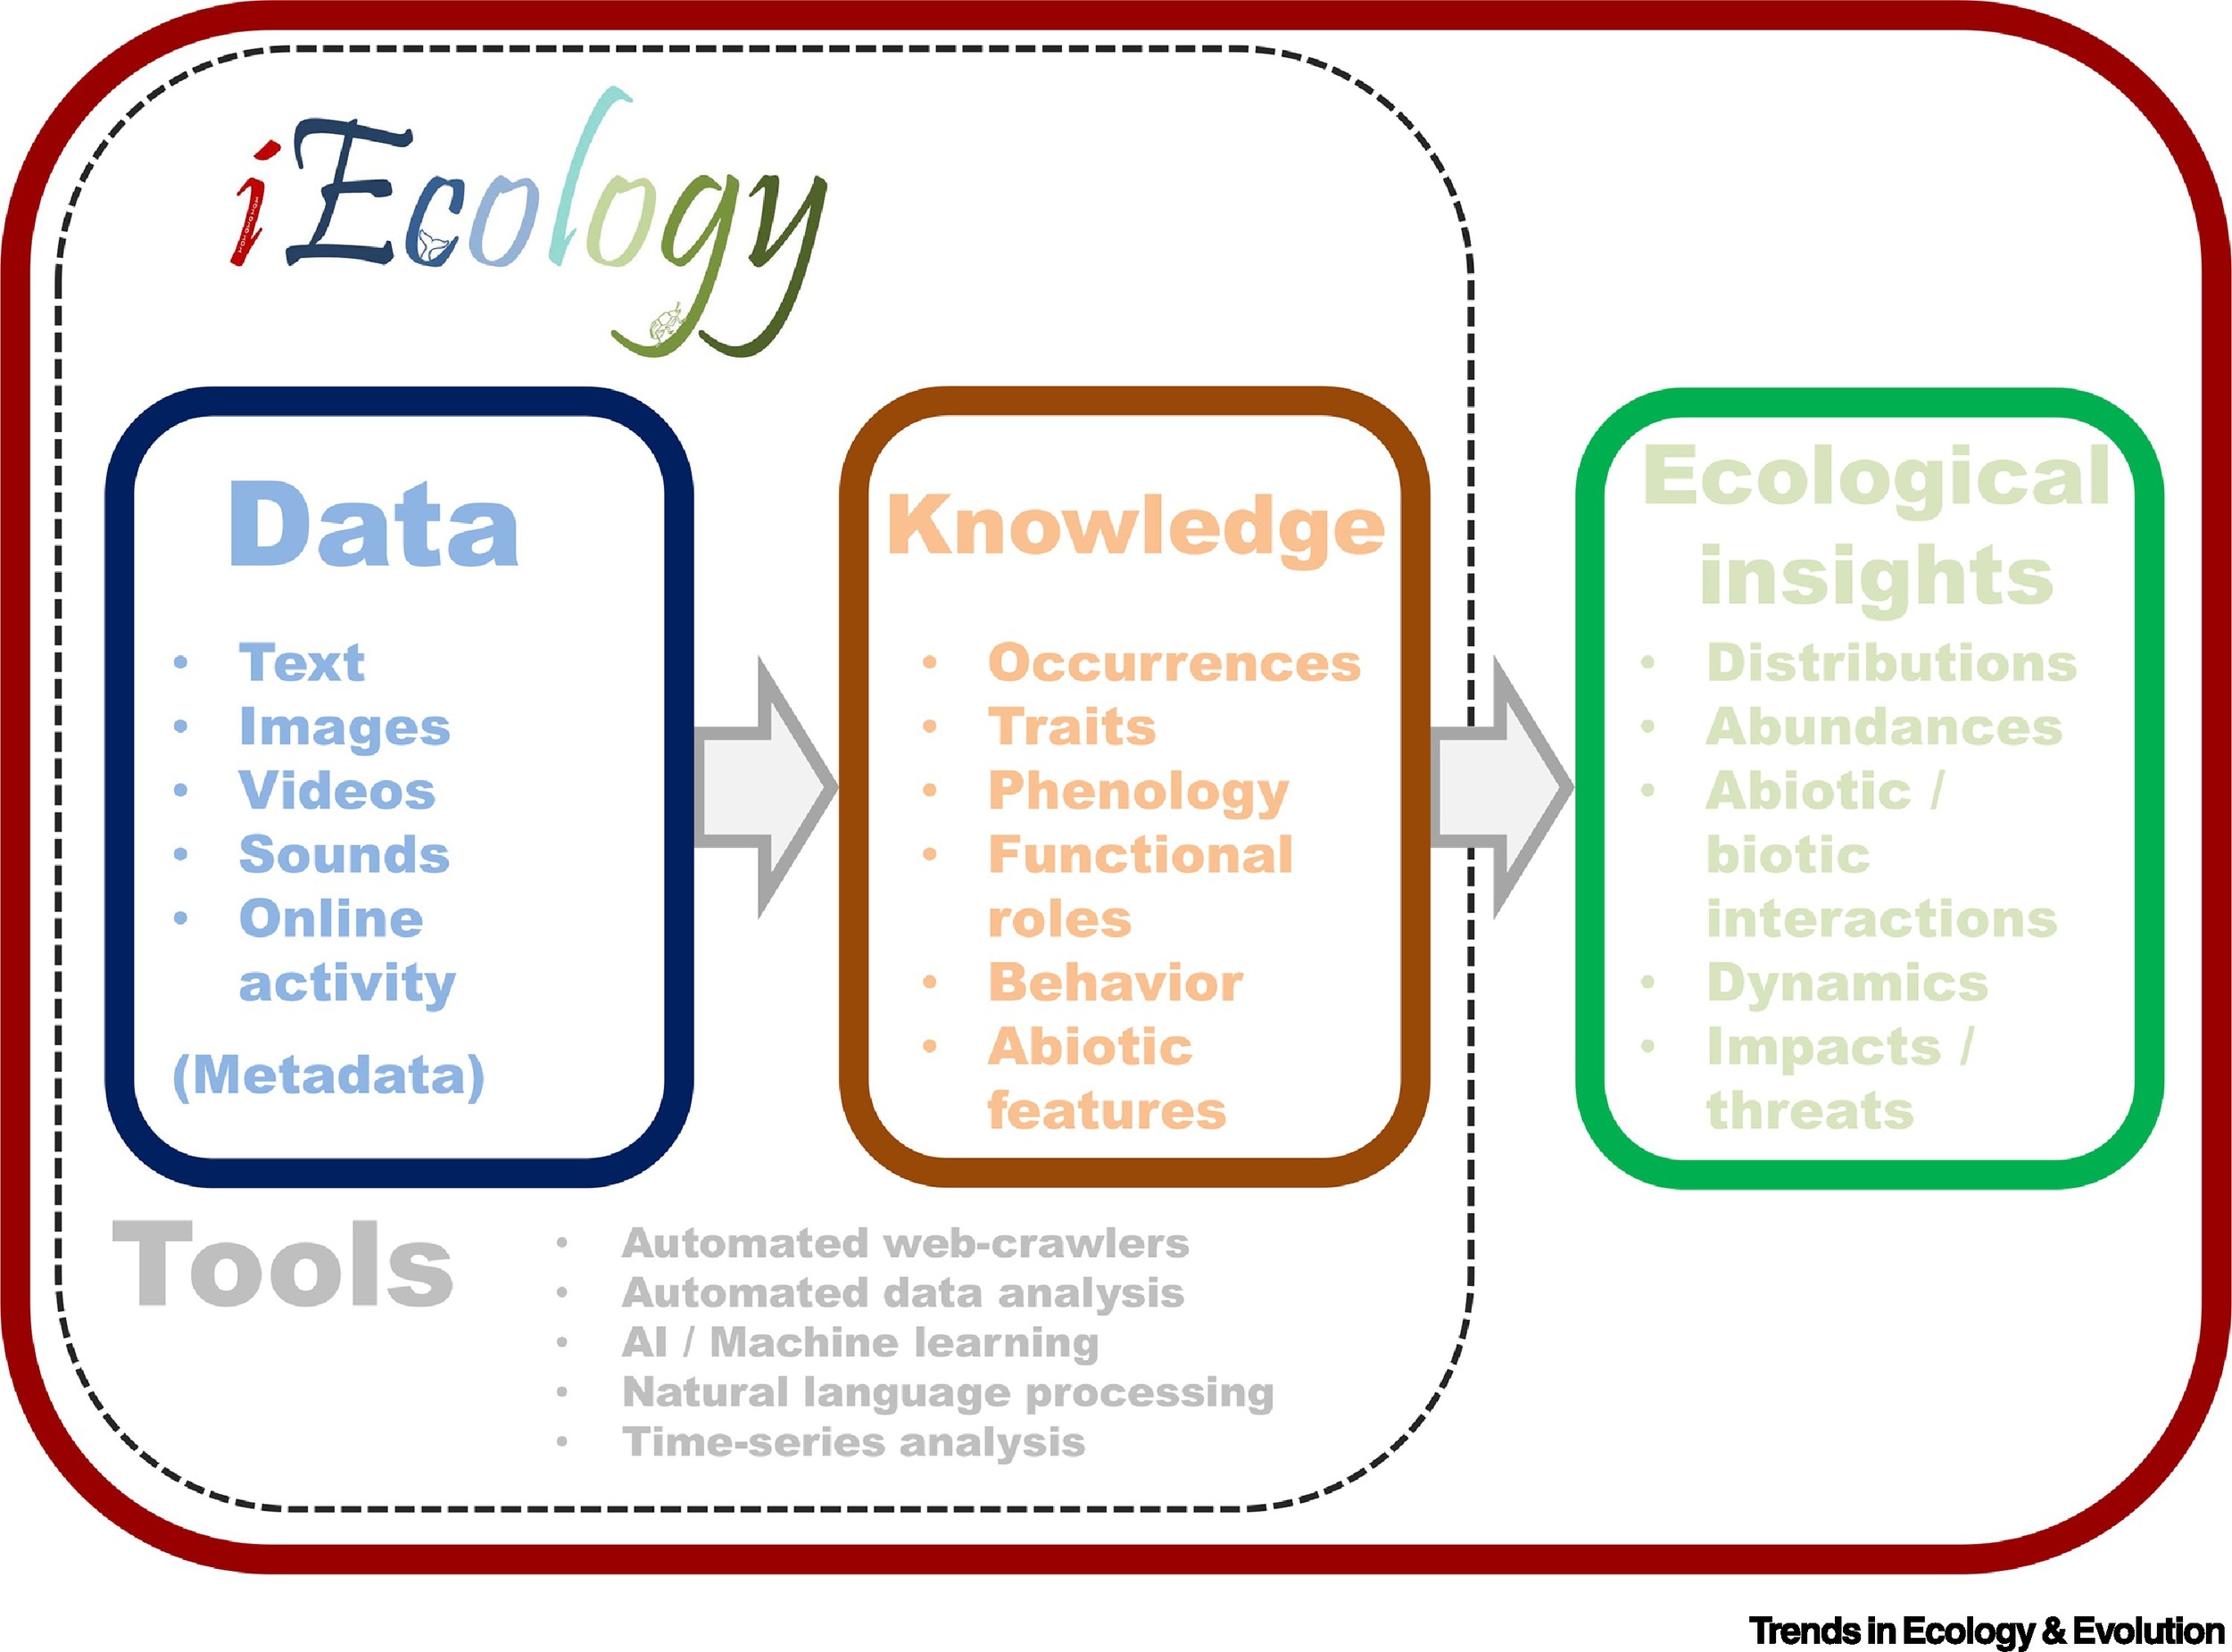 iEcology
Data
• Text
• Images
• Videos
• Sounds
• Online
activity
(Metadata)
Knowledge
• Occurrences
• Traits
• Phenology
• Functional
roles
• Behavior
• Abiotic
features
Ecological
insights
• Distributions
• Abundances
• Abiotic /
biotic
interactions
• Dynamics
• Impacts /
threats
Tools
• Automated web-crawlers
• Automated data analysis
• AI / Machine learning
• Natural language processing
• Time-series analysis
Trends in Ecology & Evolution